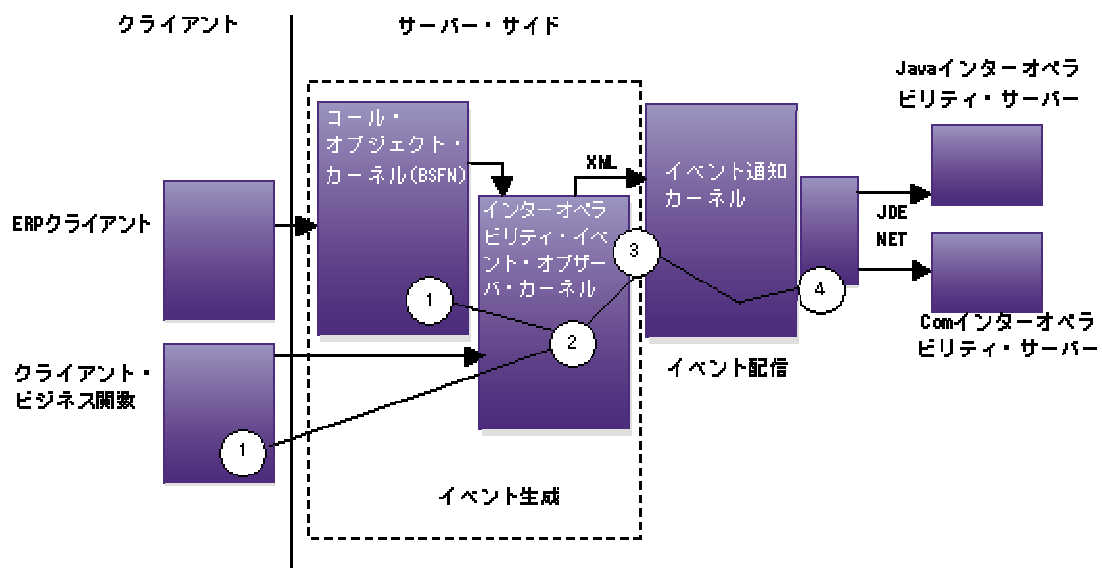 クライアント
サーバー・サイド
Javaインターオペラ
ビリティ・サーバー
コール・
オブジェクト・
カーネル(BSFN)
XML
イベント通知
カーネル
ERPクライアント
インターオペラ
ビリティ・イベ
ント・オブザー
バ・カーネル
JDE
NET
1
2
3
4
Comインターオペラ
ビリティ・サーバー
クライアント・
ビジネス関数
1
イベント配信
イベント生成